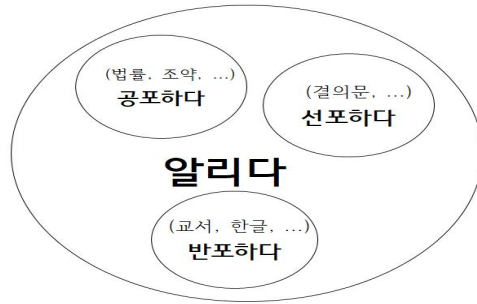 (법률, 조약, ...)
공포하다
(결의문, ...)
선포하다
알리다
(교서, 한글, ...)
반포하다